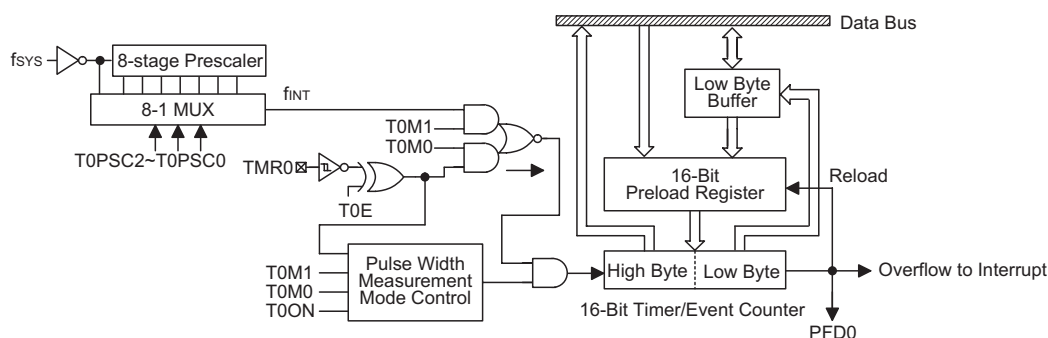 Data Bus
fSYS
8-stage Prescaler
8-1 MUX
T0PSC2~T0PSC0
fINT
T0M1
T0M0
TMR0
T0E
Low Byte
Buffer
16-Bit
Preload Register
Reload
T0M1
T0M0
T0ON
Pulse Width
Measurement
Mode Control
High Byte
Low Byte
16-Bit Timer/Event Counter
Overflow to Interrupt
PFD0